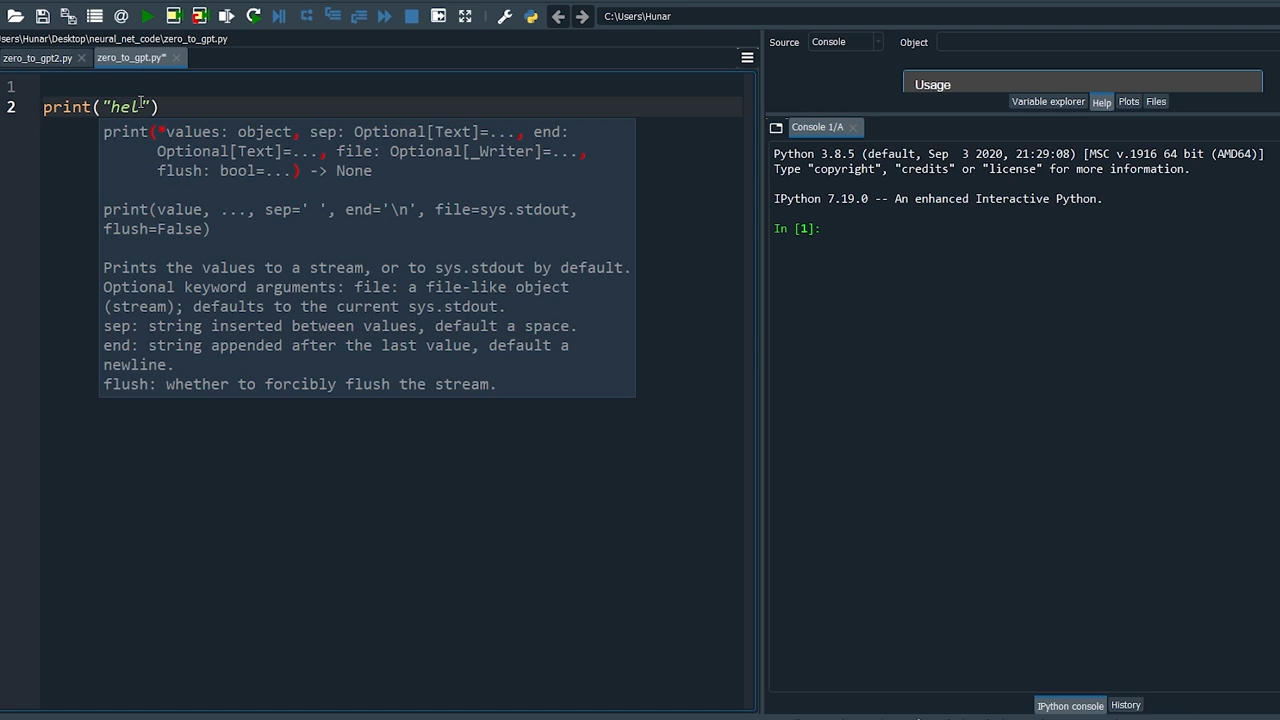 C:\Users\Hunar
sers\Hunar\Desktop\neural_net_code\zero_to_gpt.py
Source Console Object
zero_to_gpt2.py zero_to_gpt.py*
Usage
Variable explorer Help Plots Files
1
2 print("hel")
print(*values: object, sep: Optional[Text]=..., end:
Optional[Text]=..., file: Optional[_Writer]=...,
flush: bool=...) -> None
print(value, ..., sep=' ', end='\n', file=sys.stdout,
flush=False)
Prints the values to a stream, or to sys.stdout by default.
Optional keyword arguments: file: a file-like object
(stream); defaults to the current sys.stdout.
sep: string inserted between values, default a space.
end: string appended after the last value, default a
newline.
flush: whether to forcibly flush the stream.
Console 1/A
Python 3.8.5 (default, Sep  3 2020, 21:29:08) [MSC v.1916 64 bit (AMD64)]
Type "copyright", "credits" or "license" for more information.
IPython 7.19.0 -- An enhanced Interactive Python.
In [1]:
IPython console History